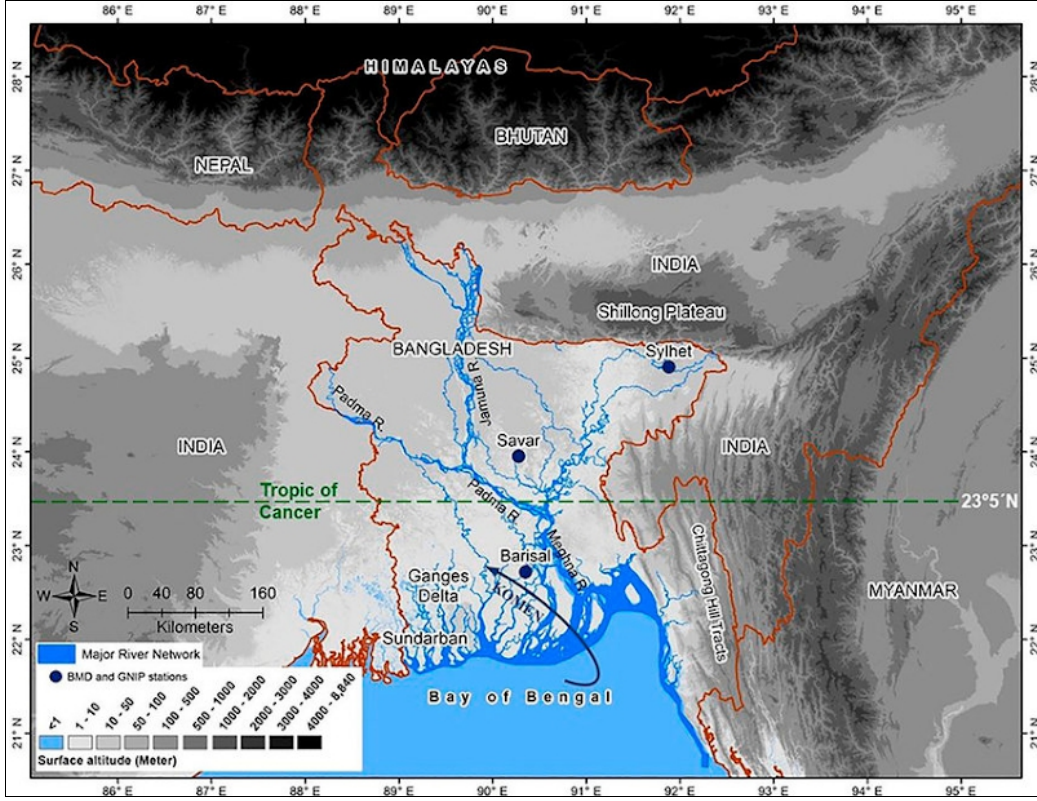 86° E 87° E 88° E 89° E 90° E 91° E 92° E 93° E 94° E 95° E
28° N
27° N
26° N
25° N
24° N
23° N
22° N
21° N
28° N
27° N
26° N
25° N
24° N
23° N
22° N
21° N
HIMALAYAS
BHUTAN
NEPAL
INDIA
Shillong Plateau
BANGLADESH
Sylhet
Jamuna R.
Padma R.
INDIA
Savar
INDIA
Tropic of
Cancer
23°5´N
Padma R.
Meghna R.
Barisal
KOMEN
Ganges
Delta
Chittagong Hill Tracts
MYANMAR
Sundarban
Bay of Bengal
N
W E
S
0 40 80 160
Kilometers
Major River Network
BMD and GNIP stations
<1 1 - 10 10 - 50 50 - 100 100 - 500 500 - 1000 1000 - 2000 2000 - 3000 3000 - 4000 4000 - 8,840
Surface altitude (Meter)
86° E 87° E 88° E 89° E 90° E 91° E 92° E 93° E 94° E 95° E